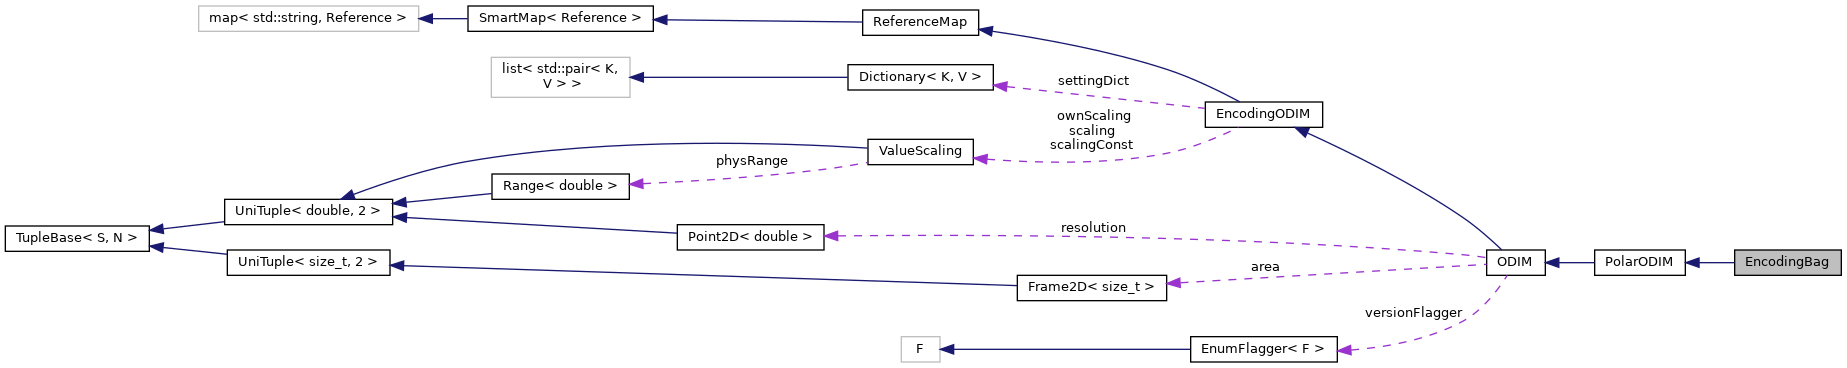 map< std::string, Reference >
SmartMap< Reference >
ReferenceMap
list< std::pair< K,
V > >
Dictionary< K, V >
settingDict
EncodingODIM
ownScaling
scaling
scalingConst
ValueScaling
physRange
Range< double >
UniTuple< double, 2 >
TupleBase< S, N >
Point2D< double >
resolution
UniTuple< size_t, 2 >
area
ODIM
PolarODIM
EncodingBag
Frame2D< size_t >
versionFlagger
F
EnumFlagger< F >